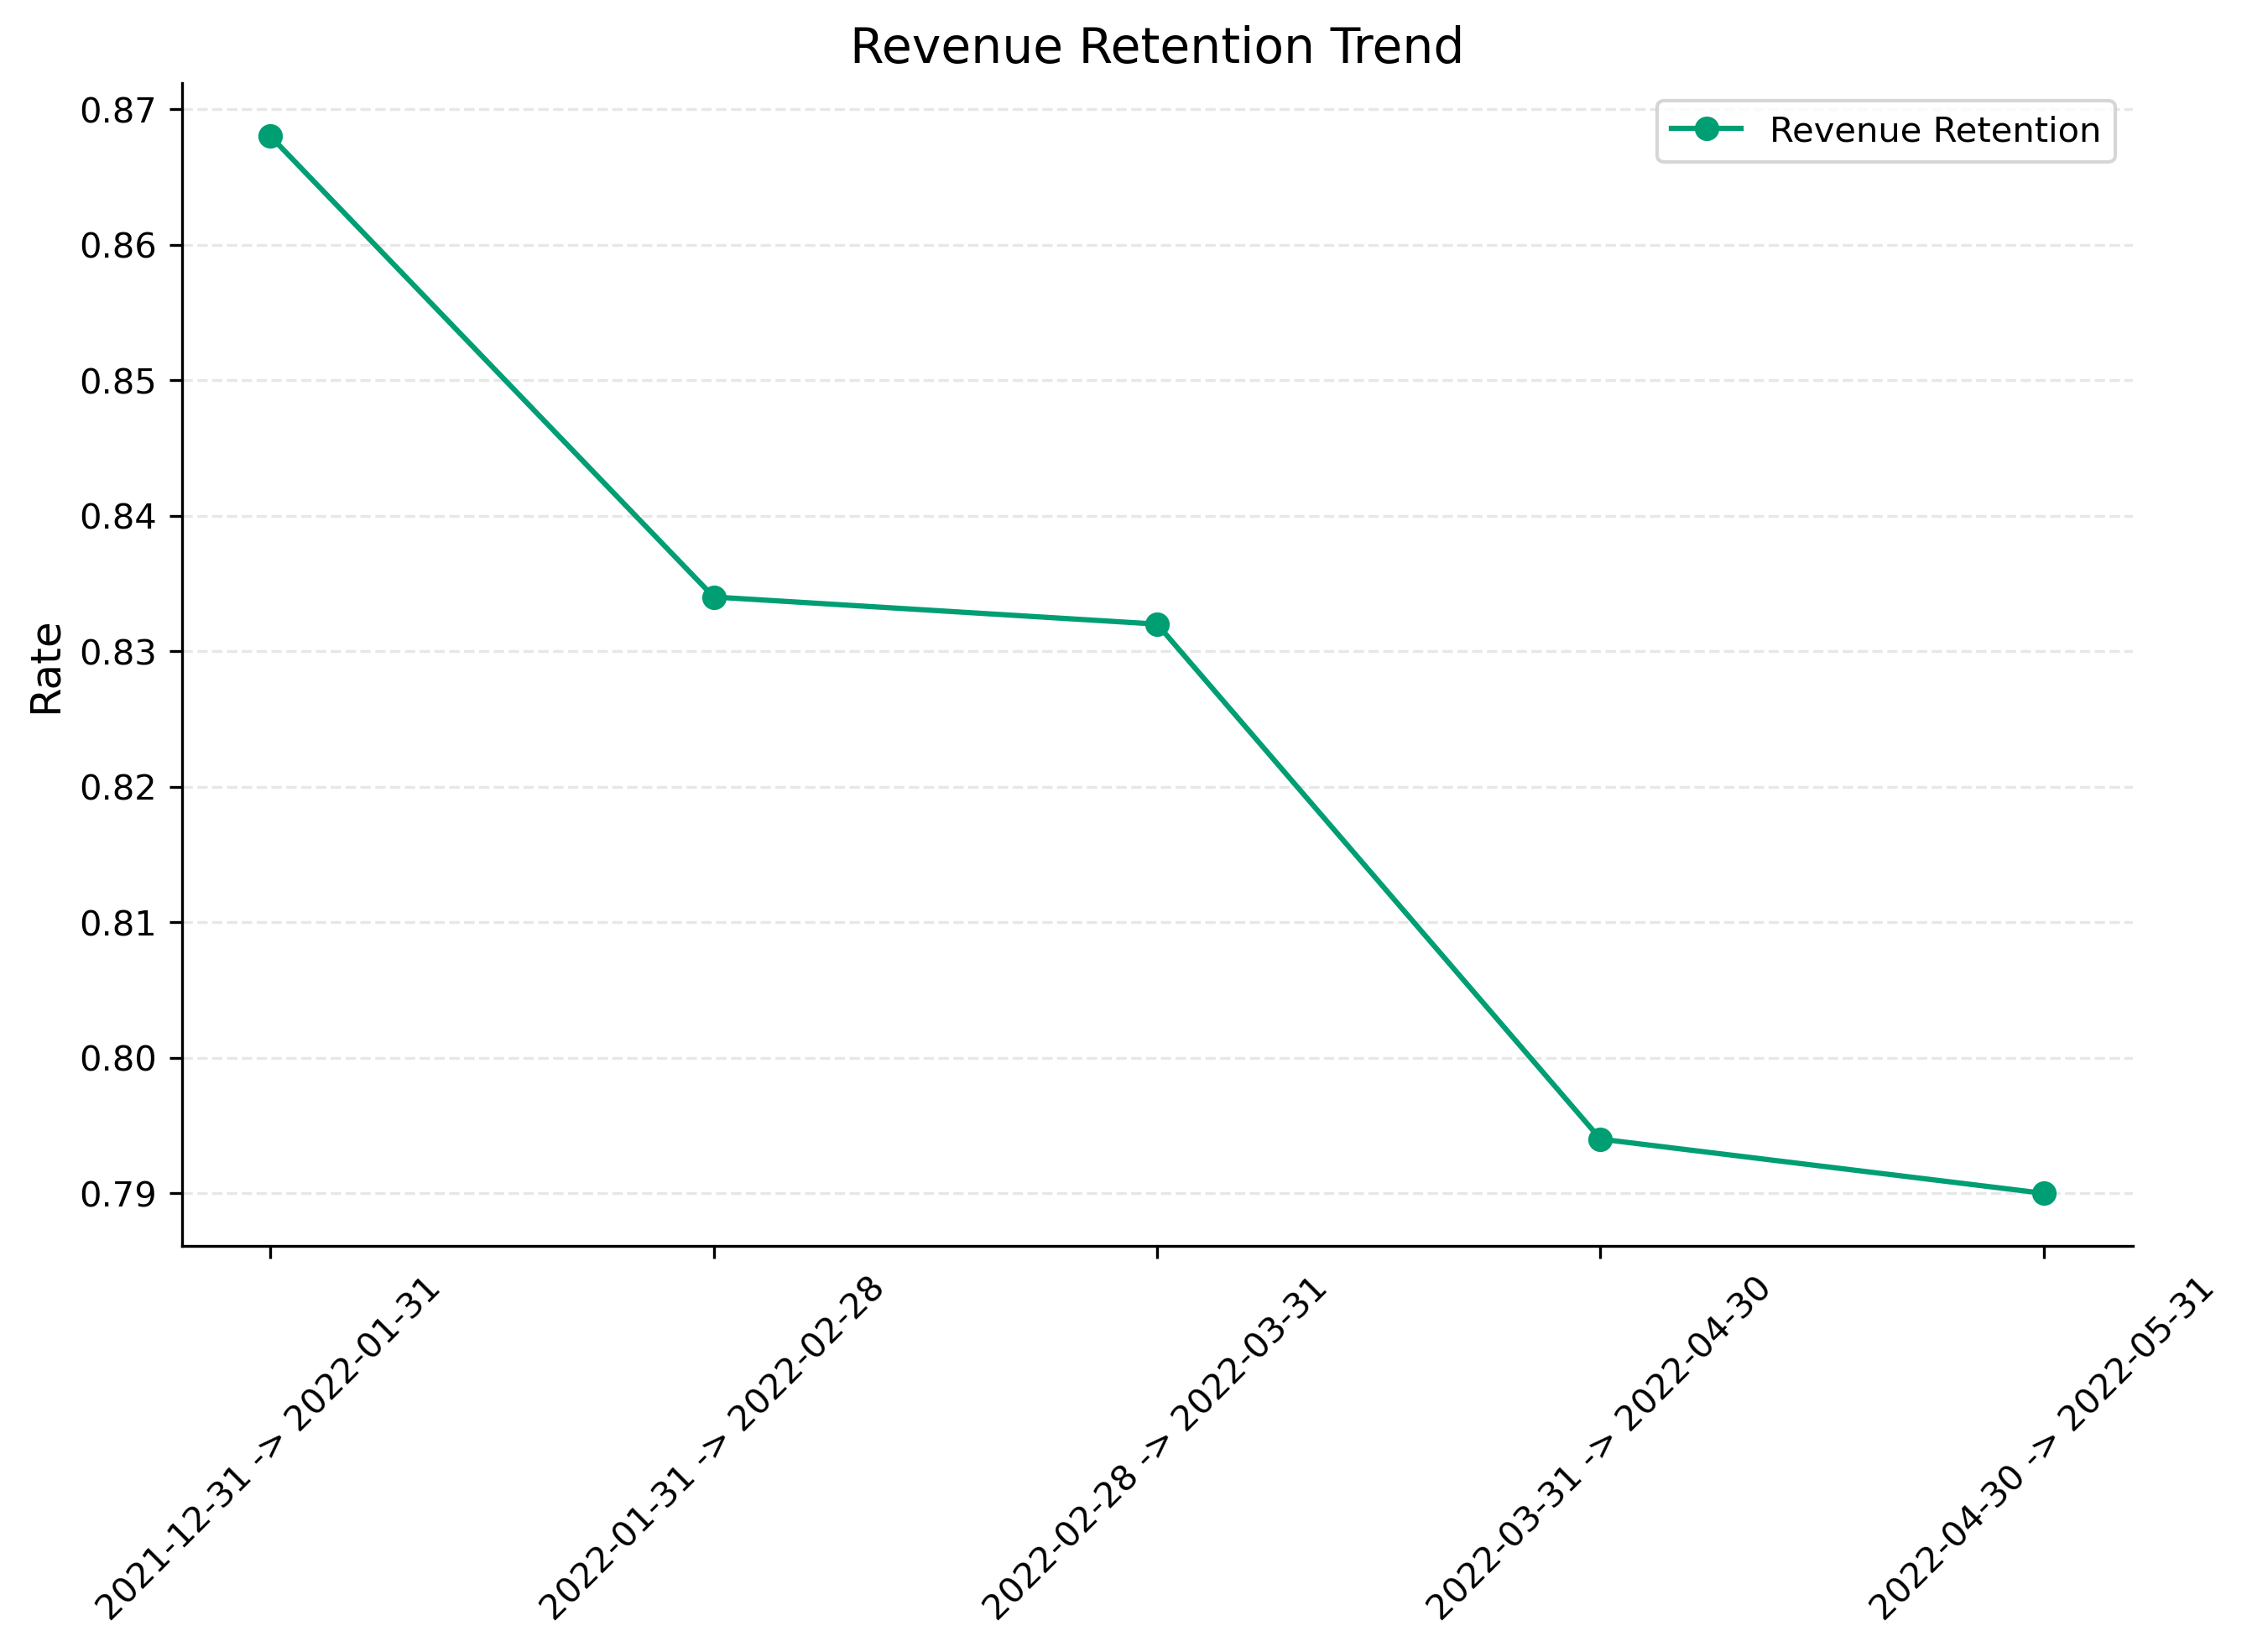 Revenue Retention Trend
Revenue Retention
Rate
0.87
0.86
0.85
0.84
0.83
0.82
0.81
0.80
0.79
2021-12-31 -> 2022-01-31
2022-01-31 -> 2022-02-28
2022-02-28 -> 2022-03-31
2022-03-31 -> 2022-04-30
2022-04-30 -> 2022-05-31